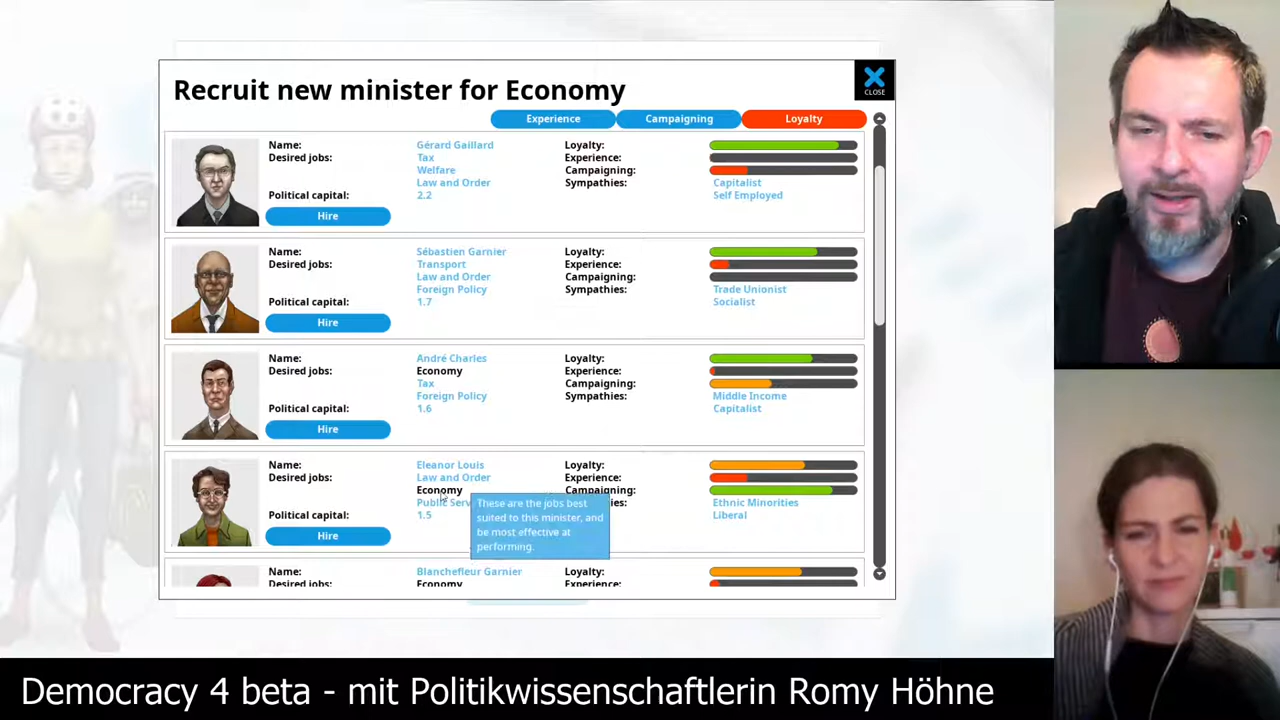 Recruit new minister for Economy
CLOSE
Experience Campaigning Loyalty
Name: Gérard Gaillard Loyalty:
Desired jobs: Tax Experience:
Welfare Campaigning:
Law and Order Sympathies: Capitalist
Political capital: 2.2 Self Employed
Hire
Name: Sébastien Garnier Loyalty:
Desired jobs: Transport Experience:
Law and Order Campaigning:
Foreign Policy Sympathies: Trade Unionist
Political capital: 1.7 Socialist
Hire
Name: André Charles Loyalty:
Desired jobs: Economy Experience:
Tax Campaigning:
Foreign Policy Sympathies: Middle Income
Political capital: 1.6 Capitalist
Hire
Name: Eleanor Louis Loyalty:
Desired jobs: Law and Order Experience:
Economy Campaigning:
Public Ethnic Minorities
Political capital: 1.5 Liberal
Hire
These are the jobs best
suited to this minister, and
be most effective at
performing.
Name: Blanchefleur Garnier Loyalty:
Desired jobs: Economy Experience:
Democracy 4 beta - mit Politikwissenschaftlerin Romy Höhne